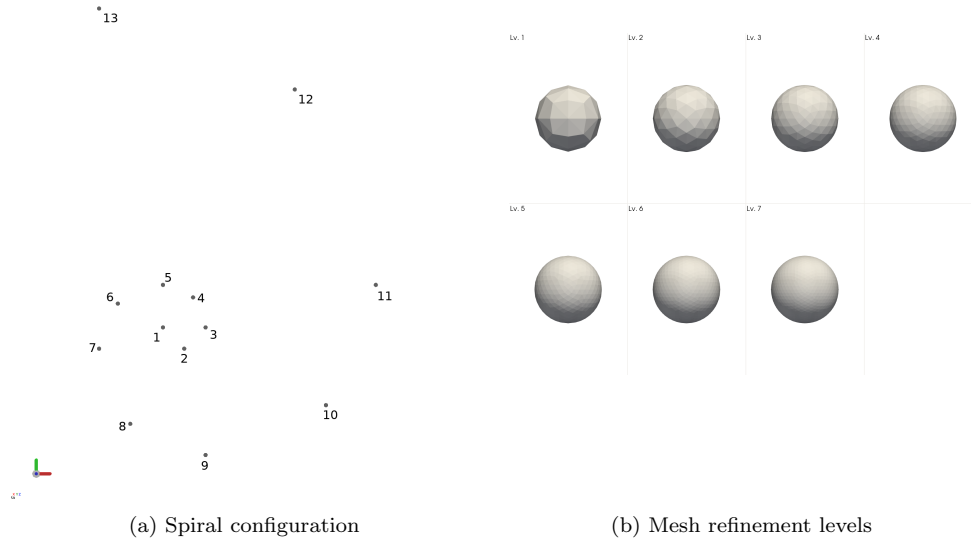 13
12
5
6
4
11
1
3
7
2
10
8
9
(a) Spiral configuration
Lv. 1
Lv. 2
Lv. 3
Lv. 4
Lv. 5
Lv. 6
Lv. 7
(b) Mesh refinement levels